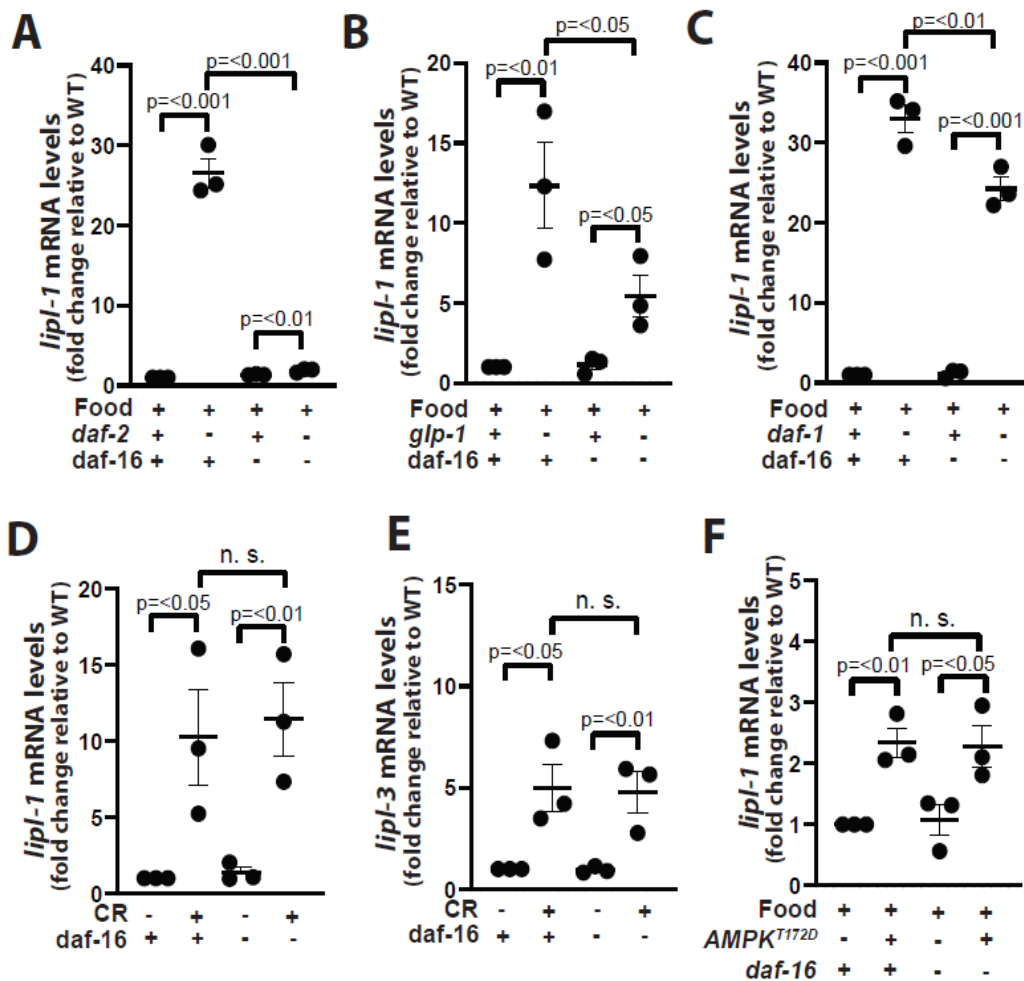 A
lipl-1 mRNA levels
(fold change relative to WT)
40
30
20
10
0
p=<0.001
p=<0.001
p=<0.01
Food + + + +
daf-2 + - + -
daf-16 + + - -
B
lipl-1 mRNA levels
(fold change relative to WT)
20
15
10
5
0
p=<0.05
p=<0.01
p=<0.05
Food + + + +
glp-1 + - + -
daf-16 + + - -
C
lipl-1 mRNA levels
(fold change relative to WT)
40
30
20
10
0
p=<0.01
p=<0.001
p=<0.001
Food + + + +
daf-1 + - + -
daf-16 + + - -
D
lipl-1 mRNA levels
(fold change relative to WT)
20
15
10
5
0
n. s.
p=<0.05
p=<0.01
CR - + - +
daf-16 + + - -
E
lipl-3 mRNA levels
(fold change relative to WT)
15
10
5
0
n. s.
p=<0.05
p=<0.01
CR - + - +
daf-16 + + - -
F
lipl-1 mRNA levels
(fold change relative to WT)
5
4
3
2
1
0
n. s.
p=<0.01
p=<0.05
Food + + + +
AMPKT172D - + - +
daf-16 + + - -